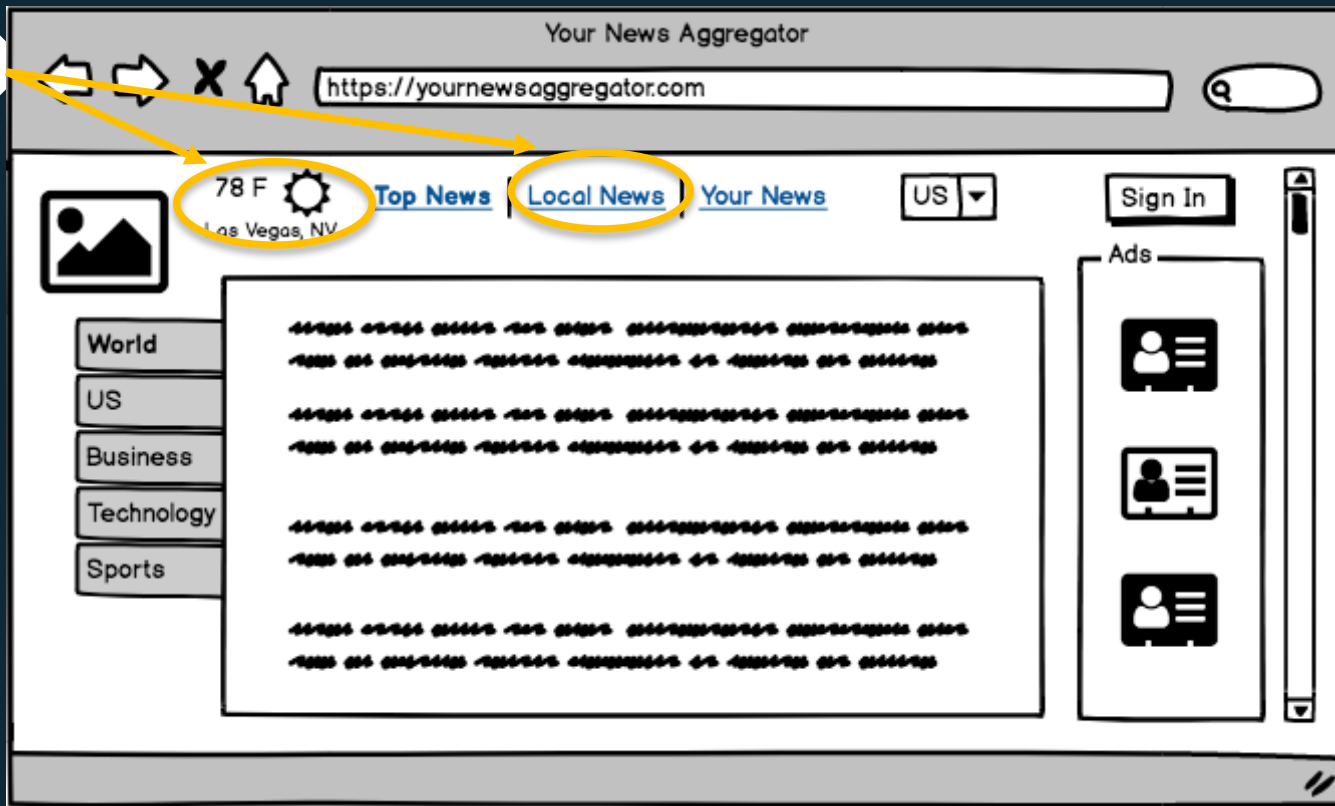 Your News Aggregator
https://yournewsaggregator.com
78 F
Las Vegas, NV
Top News
Local News
Your News
US
Sign In
Ads
World
US
Business
Technology
Sports